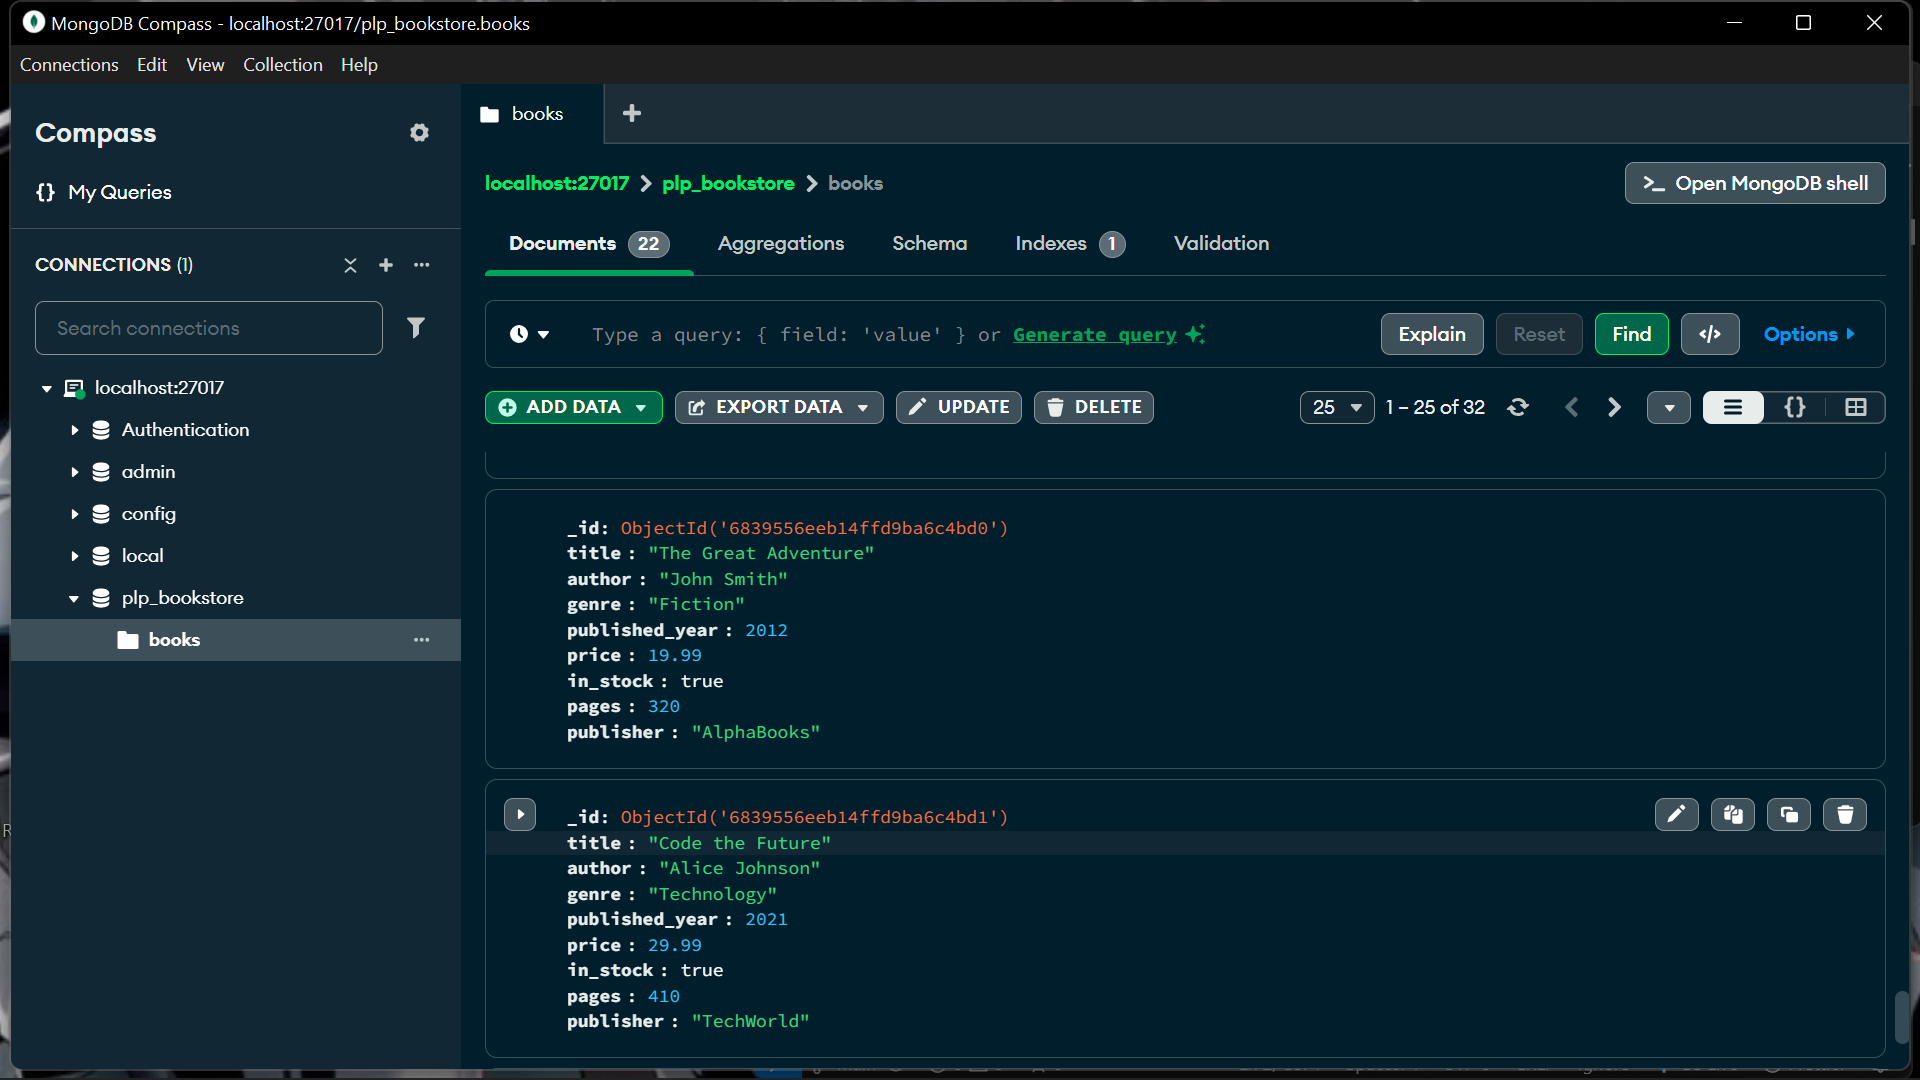 MongoDB Compass - localhost:27017/plp_bookstore.books
Connections Edit View Collection Help
Compass
{} My Queries
CONNECTIONS (1)
Search connections
localhost:27017
Authentication
admin
config
local
plp_bookstore
books
books
localhost:27017 > plp_bookstore > books
>_ Open MongoDB shell
Documents 22 Aggregations Schema Indexes 1 Validation
Type a query: { field: 'value' } or Generate query
Explain Reset Find </> Options
ADD DATA EXPORT DATA UPDATE DELETE
25 1 – 25 of 32 {}
_id: ObjectId('6839556eeb14ffd9ba6c4bd0')
title : "The Great Adventure"
author : "John Smith"
genre : "Fiction"
published_year : 2012
price : 19.99
in_stock : true
pages : 320
publisher : "AlphaBooks"
_id: ObjectId('6839556eeb14ffd9ba6c4bd1')
title : "Code the Future"
author : "Alice Johnson"
genre : "Technology"
published_year : 2021
price : 29.99
in_stock : true
pages : 410
publisher : "TechWorld"